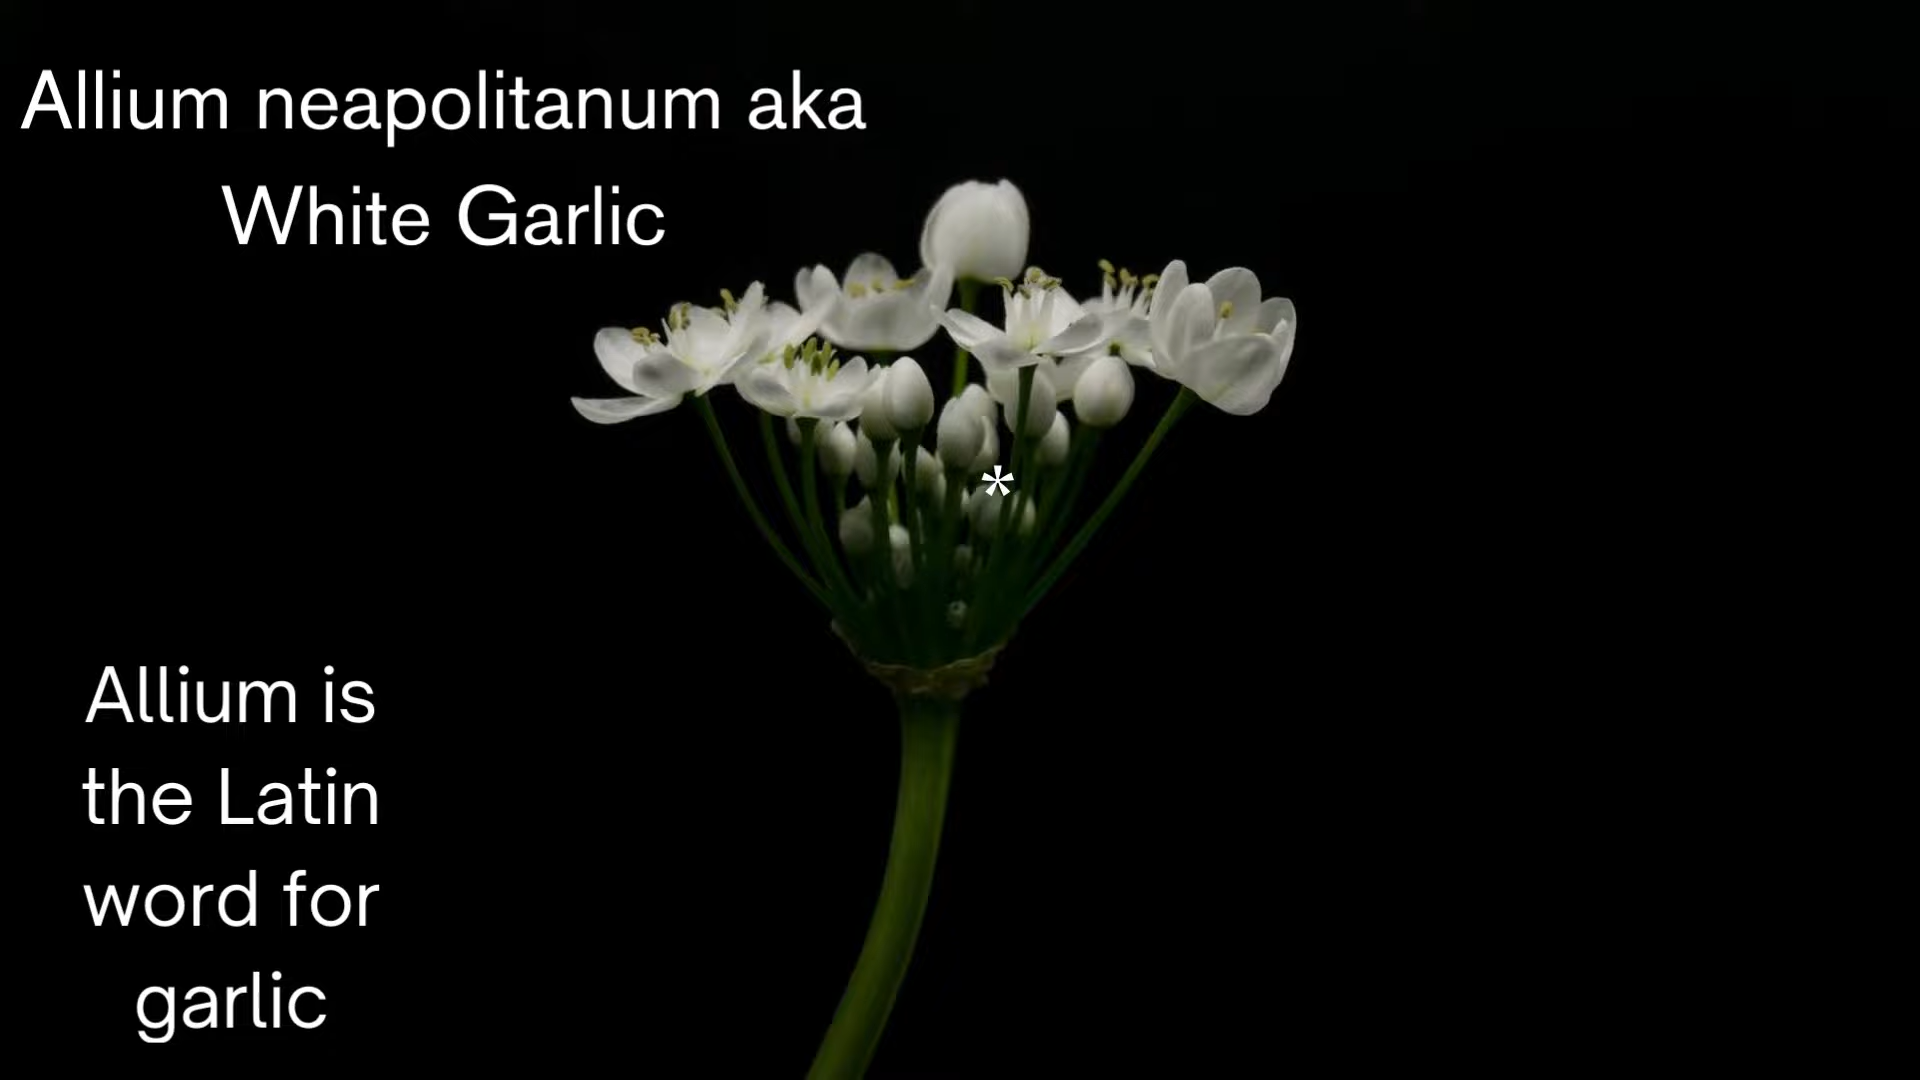 Allium neapolitanum aka
White Garlic
*
Allium is
the Latin
word for
garlic